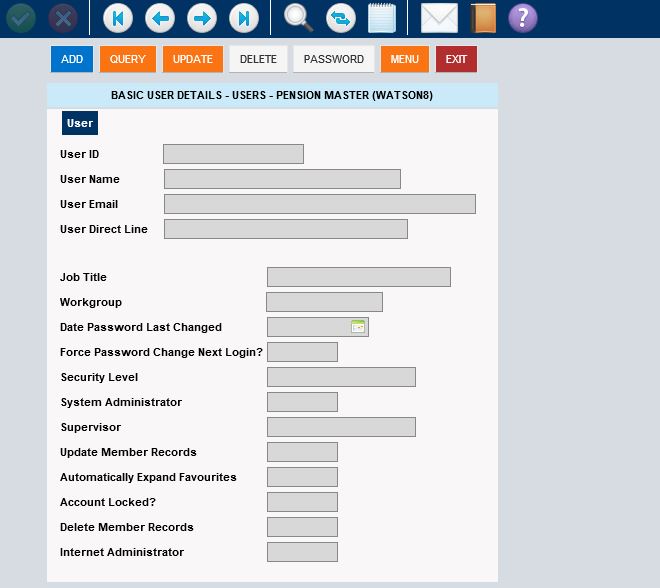 ?
ADD QUERY UPDATE DELETE PASSWORD MENU EXIT
BASIC USER DETAILS - USERS - PENSION MASTER (WATSON8)
User
User ID
User Name
User Email
User Direct Line
Job Title
Workgroup
Date Password Last Changed
Force Password Change Next Login?
Security Level
System Administrator
Supervisor
Update Member Records
Automatically Expand Favourites
Account Locked?
Delete Member Records
Internet Administrator